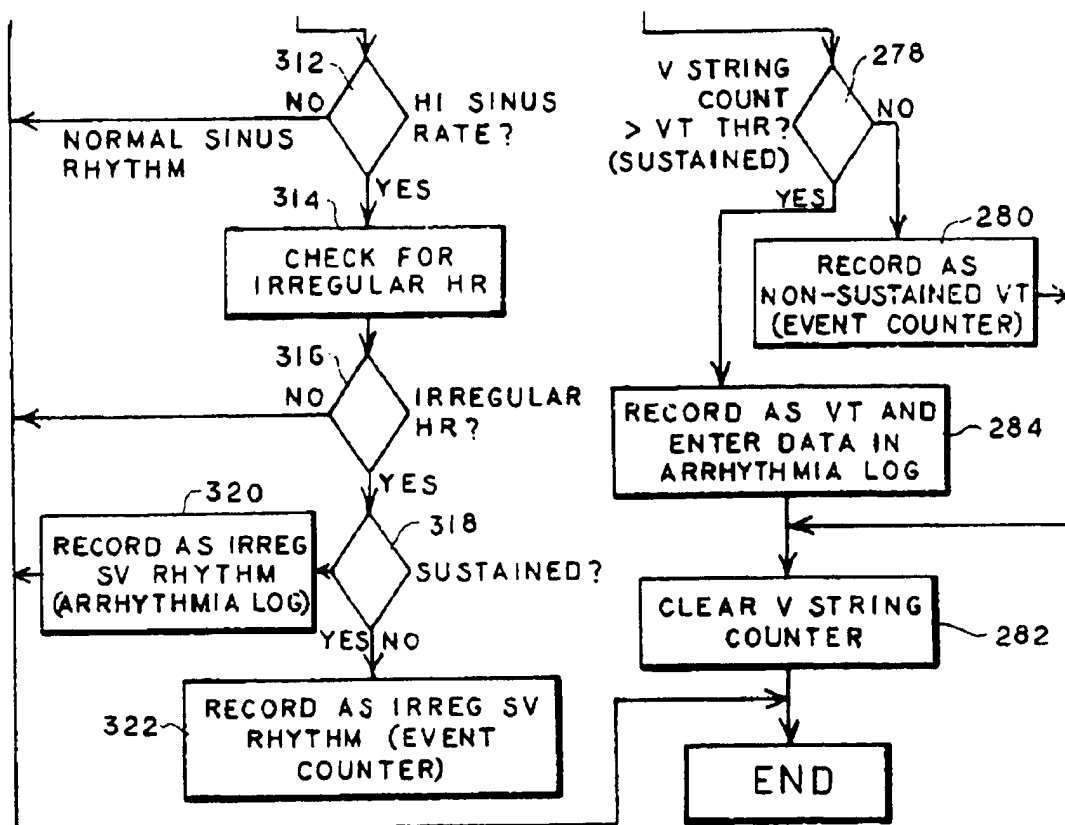 312
NO
HI SINUS
RATE?
NORMAL SINUS
RHYTHM
YES
314
CHECK FOR
IRREGULAR HR
316
NO
IRREGULAR
HR?
YES
320
318
RECORD AS IRREG
SV RHYTHM
(ARRHYTHMIA LOG)
SUSTAINED?
YES
NO
322
RECORD AS IRREG SV
RHYTHM (EVENT
COUNTER)
V STRING
COUNT
> VT THR?
(SUSTAINED)
278
NO
YES
280
RECORD AS
NON-SUSTAINED VT
(EVENT COUNTER)
RECORD AS VT AND
ENTER DATA IN
ARRHYTHMIA LOG
284
CLEAR V STRING
COUNTER
282
END